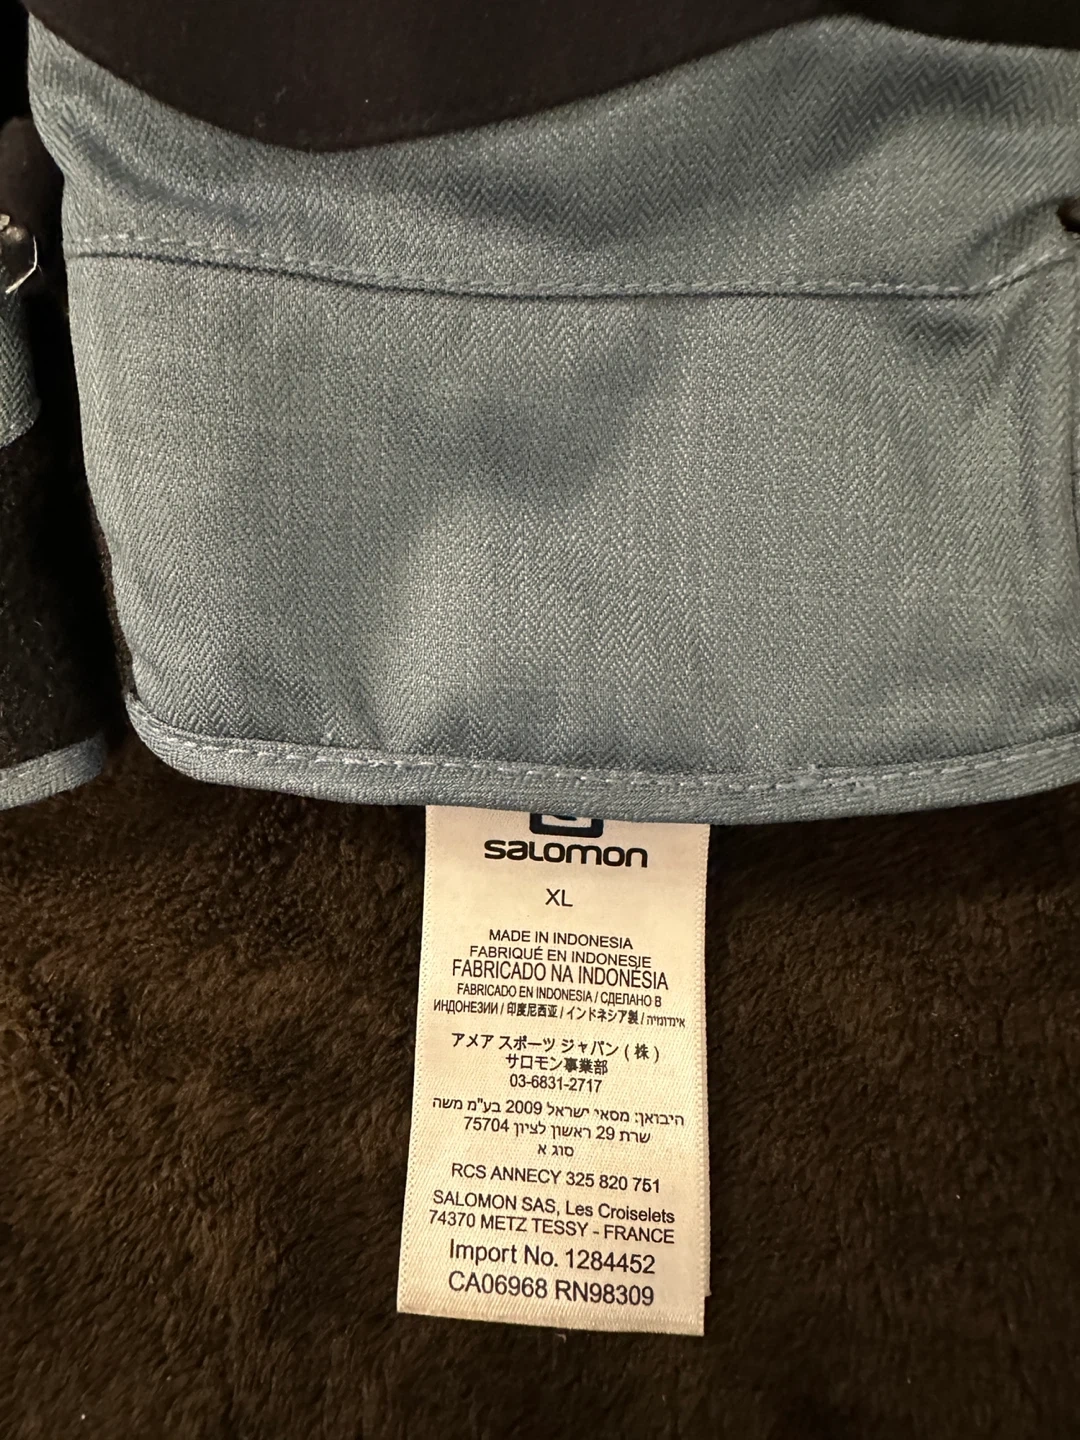 salomon
XL
MADE IN INDONESIA
FABRIQUÉ EN INDONESIE
FABRICADO NA INDONÉSIA
FABRICADO EN INDONESIA / СДЕЛАНО В
ИНДОНЕЗИИ / 印度尼西亚 / インドネシア製 / אינדונזיה
アメア スポーツ ジャパン ( 株 )
サロモン事業部
03-6831-2717
היבואן: מסאי ישראל 2009 בע"מ משה
שרת 29 ראשון לציון 75704
סוג א
RCS ANNECY 325 820 751
SALOMON SAS, Les Croiselets
74370 METZ TESSY - FRANCE
Import No. 1284452
CA06968 RN98309